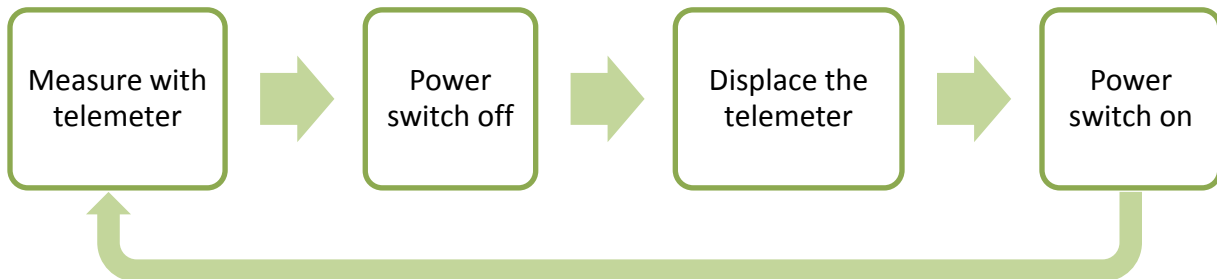 Measure with
telemeter
Power
switch off
Displace the
telemeter
Power
switch on